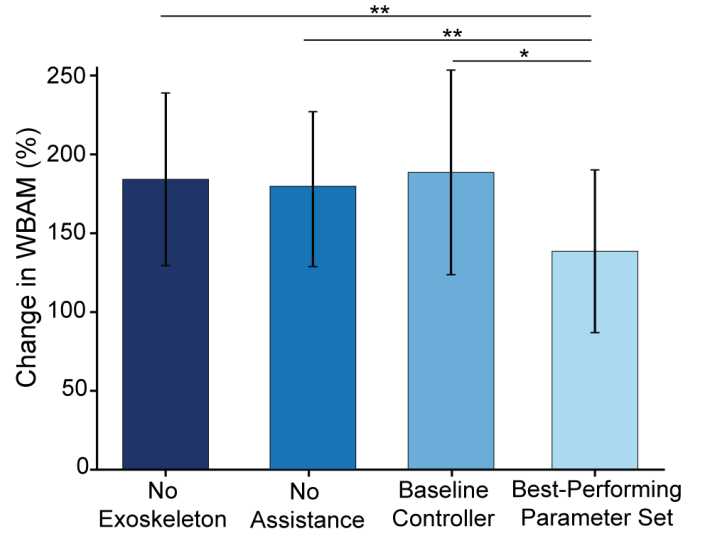 **
**
*
Change in WBAM (%)
250
200
150
100
50
0
No
Exoskeleton
No
Assistance
Baseline
Controller
Best-Performing
Parameter Set